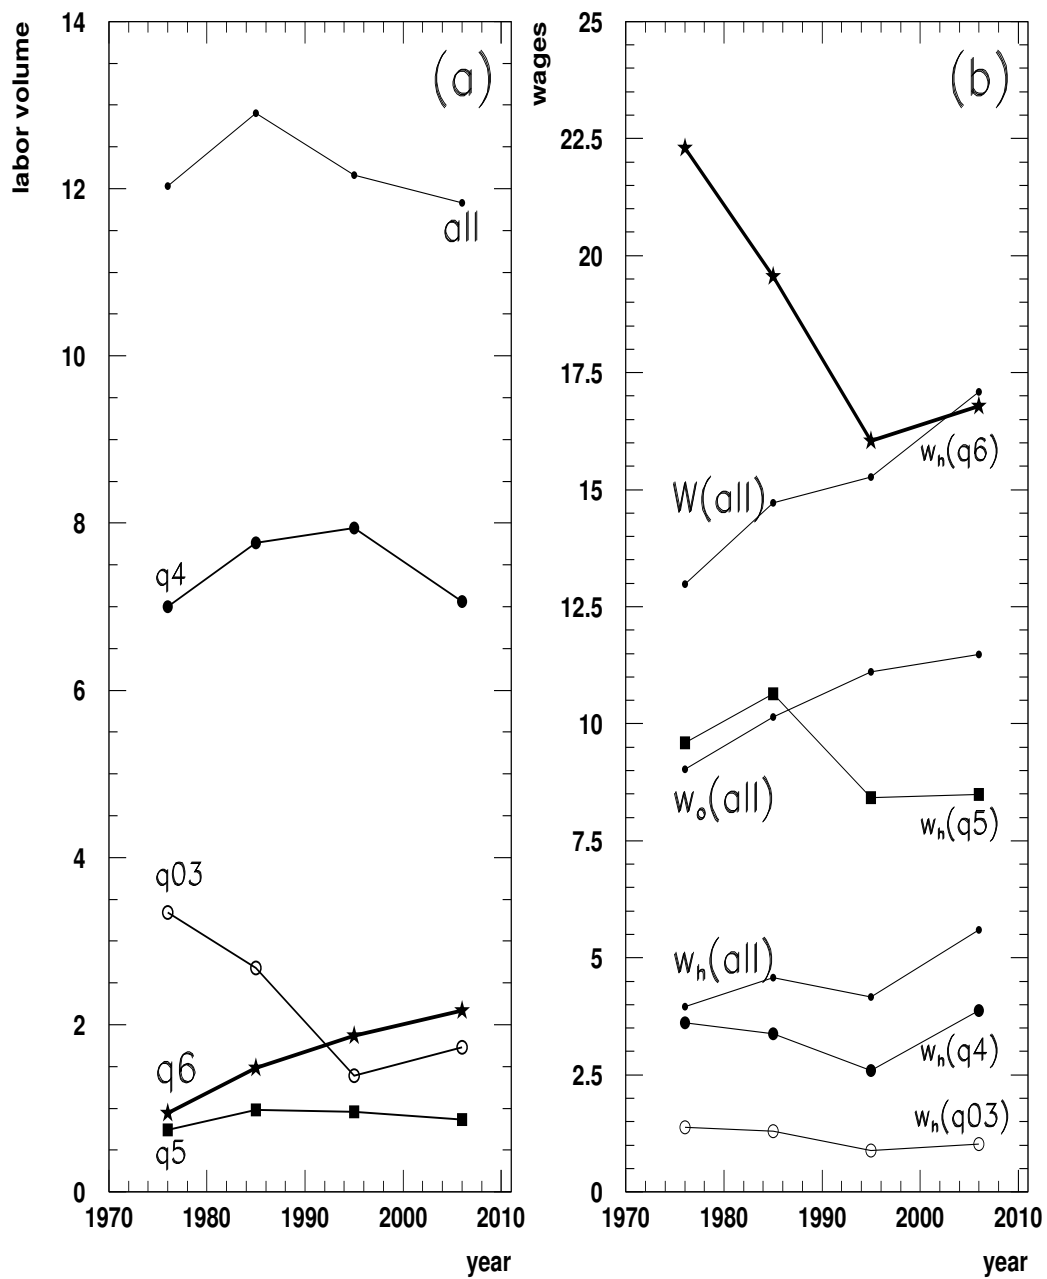 labor volume
14
12
10
8
6
4
2
0
1970 1980 1990 2000 2010
year
(a)
all
q4
q03
q6
q5
wages
25
22.5
20
17.5
15
12.5
10
7.5
5
2.5
0
1970 1980 1990 2000 2010
year
(b)
w_h(q6)
W(all)
w_o(all)
w_h(q5)
w_h(all)
w_h(q4)
w_h(q03)